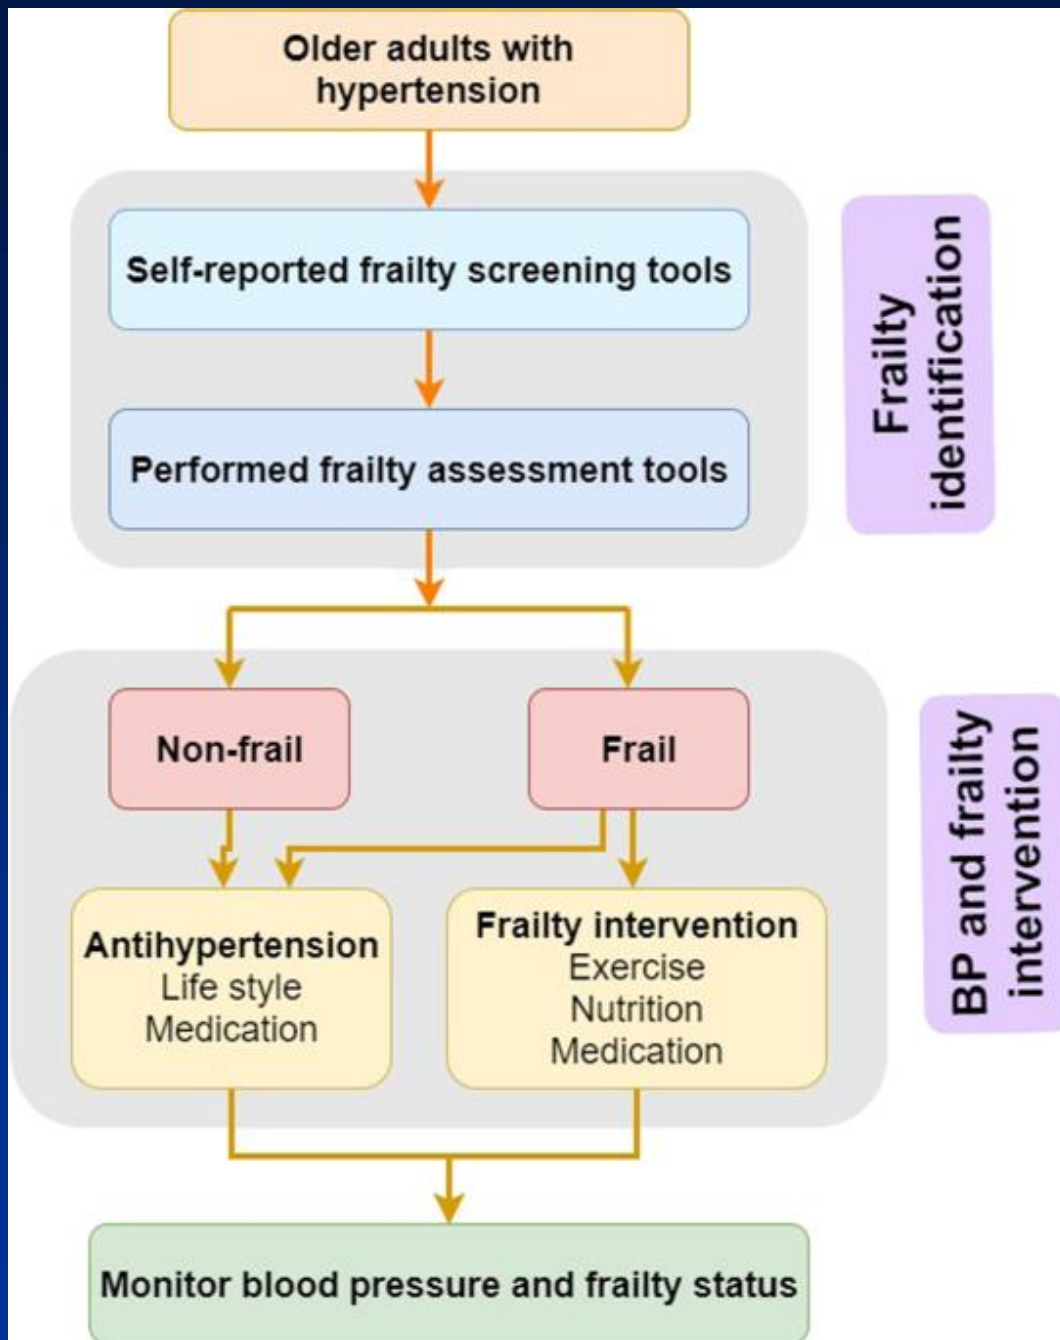 Older adults with
hypertension
Self-reported frailty screening tools
Performed frailty assessment tools
Frailty
identification
Non-frail
Frail
Antihypertension
Life style
Medication
Frailty intervention
Exercise
Nutrition
Medication
BP and frailty
intervention
Monitor blood pressure and frailty status